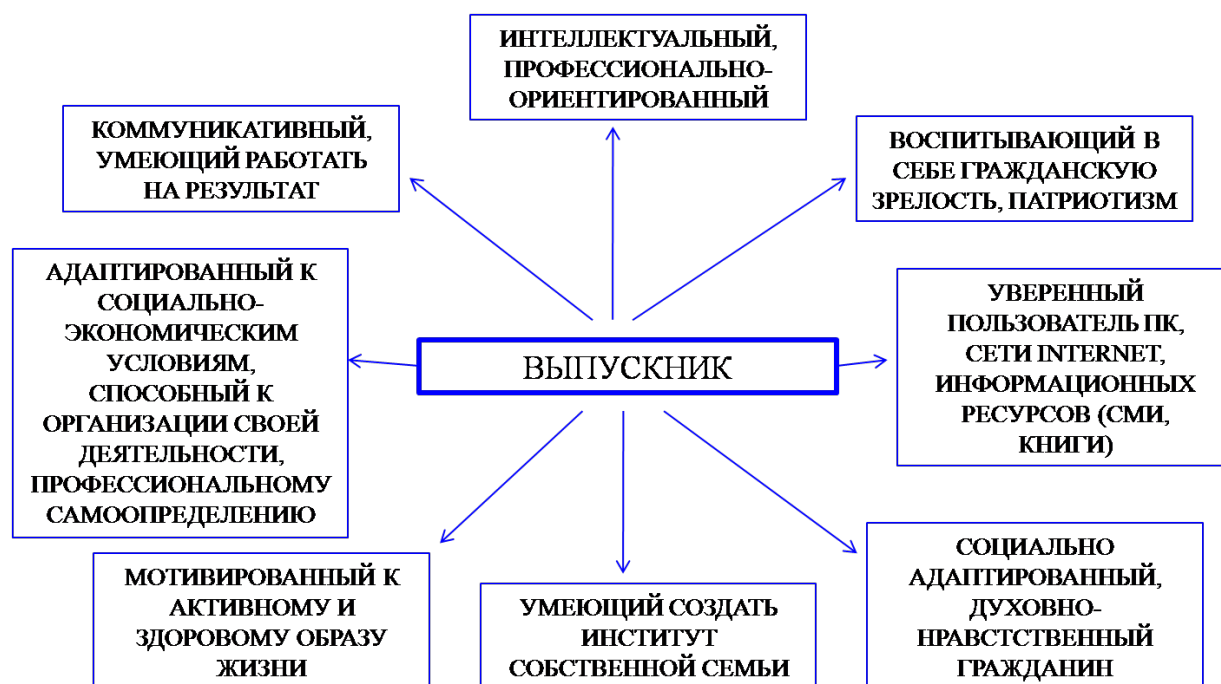 ИНТЕЛЛЕКТУАЛЬНЫЙ,
ПРОФЕССИОНАЛЬНО-
ОРИЕНТИРОВАННЫЙ
КОММУНИКАТИВНЫЙ,
УМЕЮЩИЙ РАБОТАТЬ
НА РЕЗУЛЬТАТ
ВОСПИТЫВАЮЩИЙ В
СЕБЕ ГРАЖДАНСКУЮ
ЗРЕЛОСТЬ, ПАТРИОТИЗМ
АДАПТИРОВАННЫЙ К
СОЦИАЛЬНО-
ЭКОНОМИЧЕСКИМ
УСЛОВИЯМ,
СПОСОБНЫЙ К
ОРГАНИЗАЦИИ СВОЕЙ
ДЕЯТЕЛЬНОСТИ,
ПРОФЕССИОНАЛЬНОМУ
САМООПРЕДЕЛЕНИЮ
ВЫПУСКНИК
УВЕРЕННЫЙ
ПОЛЬЗОВАТЕЛЬ ПК,
СЕТИ INTERNET,
ИНФОРМАЦИОННЫХ
РЕСУРСОВ (СМИ,
КНИГИ)
МОТИВИРОВАННЫЙ К
АКТИВНОМУ И
ЗДОРОВОМУ ОБРАЗУ
ЖИЗНИ
УМЕЮЩИЙ СОЗДАТЬ
ИНСТИТУТ
СОБСТВЕННОЙ СЕМЬИ
СОЦИАЛЬНО
АДАПТИРОВАННЫЙ,
ДУХОВНО-
НРАВСТСТВЕННЫЙ
ГРАЖДАНИН